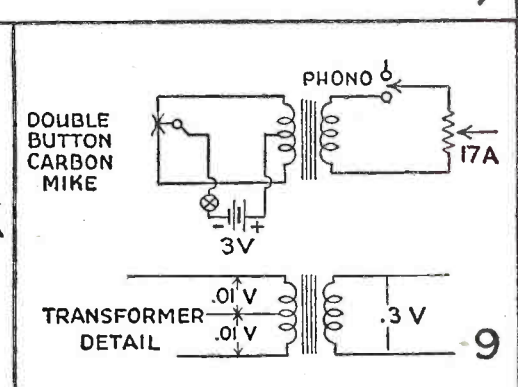 PHONO
DOUBLE
BUTTON
CARBON
MIKE
17A
- +
3V
.01 V
TRANSFORMER
.01 V
DETAIL
.3 V
9